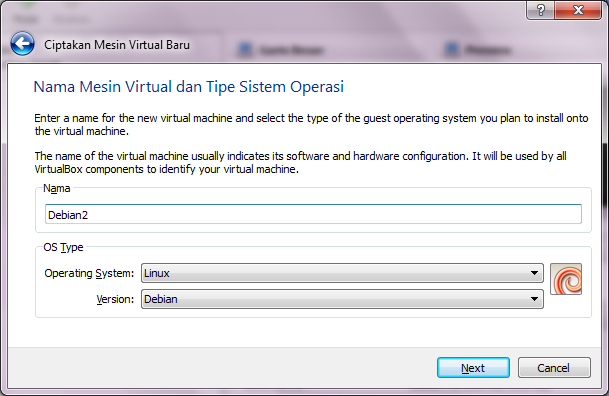 Ciptakan Mesin Virtual Baru
Nama Mesin Virtual dan Tipe Sistem Operasi
Enter a name for the new virtual machine and select the type of the guest operating system you plan to install onto
the virtual machine.
The name of the virtual machine usually indicates its software and hardware configuration. It will be used by all
VirtualBox components to identify your virtual machine.
Nama
Debian2
OS Type
Operating System: Linux
Version: Debian
Next Cancel